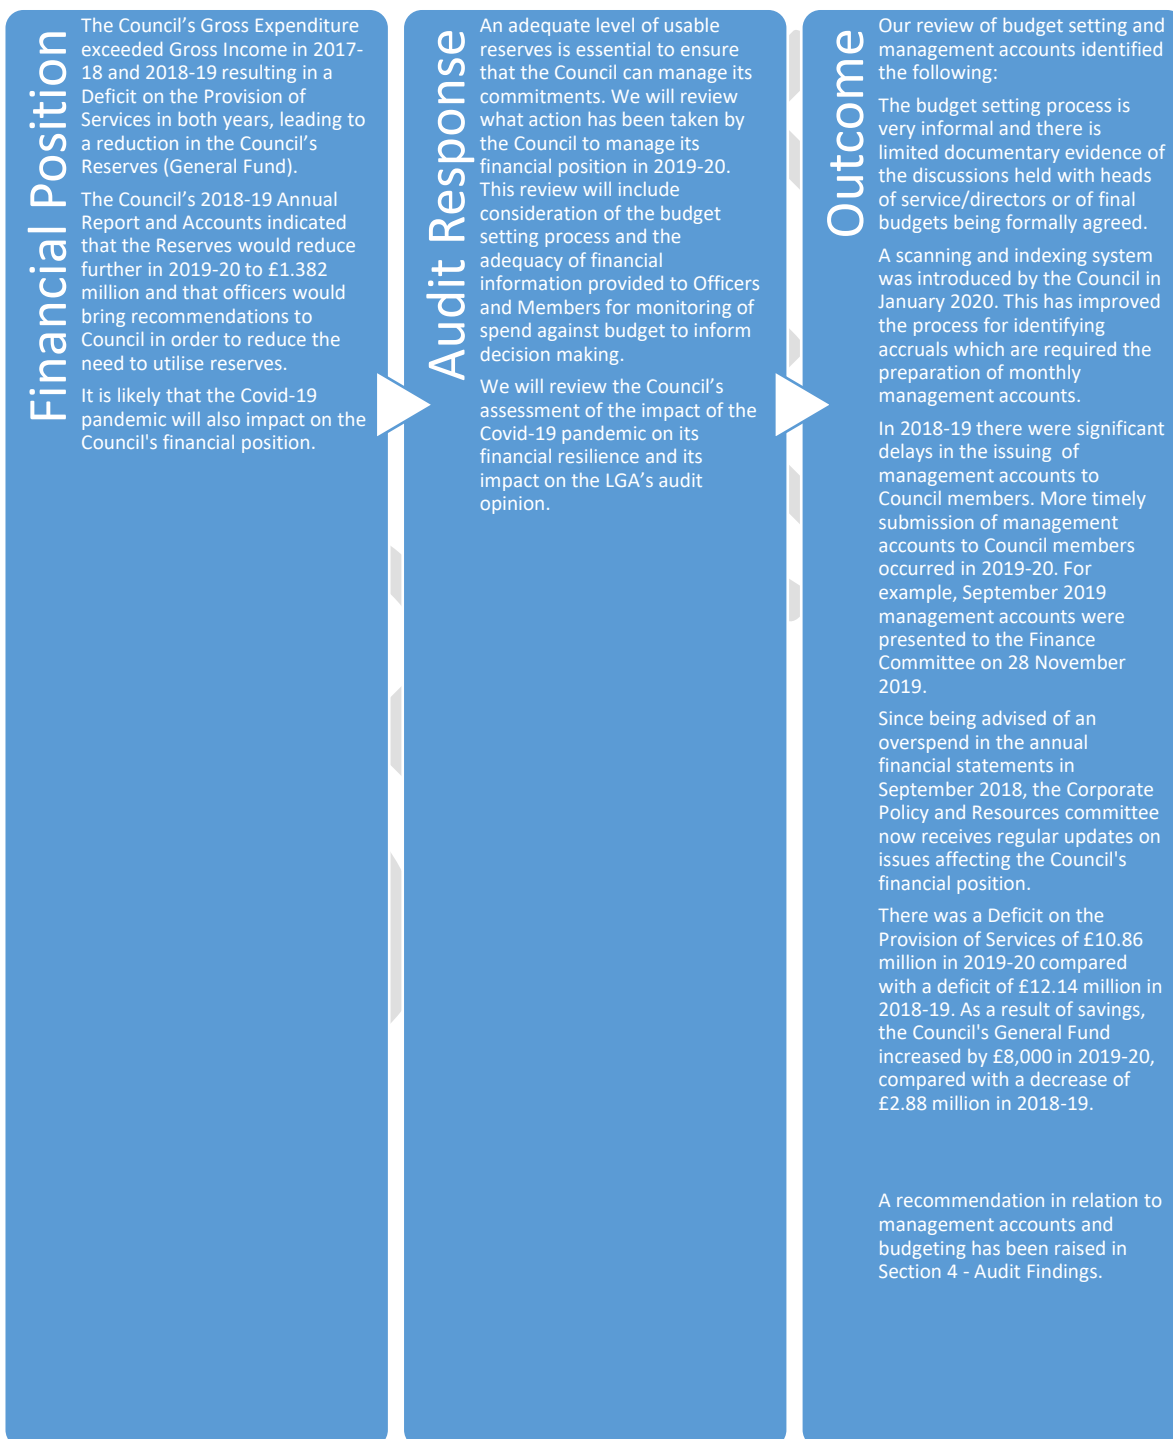 Financial Position
The Council’s Gross Expenditure
exceeded Gross Income in 2017-
18 and 2018-19 resulting in a
Deficit on the Provision of
Services in both years, leading to
a reduction in the Council’s
Reserves (General Fund).
The Council’s 2018-19 Annual
Report and Accounts indicated
that the Reserves would reduce
further in 2019-20 to £1.382
million and that officers would
bring recommendations to
Council in order to reduce the
need to utilise reserves.
It is likely that the Covid-19
pandemic will also impact on the
Council's financial position.
Audit Response
An adequate level of usable
reserves is essential to ensure
that the Council can manage its
commitments. We will review
what action has been taken by
the Council to manage its
financial position in 2019-20.
This review will include
consideration of the budget
setting process and the
adequacy of financial
information provided to Officers
and Members for monitoring of
spend against budget to inform
decision making.
We will review the Council’s
assessment of the impact of the
Covid-19 pandemic on its
financial resilience and its
impact on the LGA’s audit
opinion.
Outcome
Our review of budget setting and
management accounts identified
the following:
The budget setting process is
very informal and there is
limited documentary evidence of
the discussions held with heads
of service/directors or of final
budgets being formally agreed.
A scanning and indexing system
was introduced by the Council in
January 2020. This has improved
the process for identifying
accruals which are required the
preparation of monthly
management accounts.
In 2018-19 there were significant
delays in the issuing of
management accounts to
Council members. More timely
submission of management
accounts to Council members
occurred in 2019-20. For
example, September 2019
management accounts were
presented to the Finance
Committee on 28 November
2019.
Since being advised of an
overspend in the annual
financial statements in
September 2018, the Corporate
Policy and Resources committee
now receives regular updates on
issues affecting the Council's
financial position.
There was a Deficit on the
Provision of Services of £10.86
million in 2019-20 compared
with a deficit of £12.14 million in
2018-19. As a result of savings,
the Council's General Fund
increased by £8,000 in 2019-20,
compared with a decrease of
£2.88 million in 2018-19.
A recommendation in relation to
management accounts and
budgeting has been raised in
Section 4 - Audit Findings.